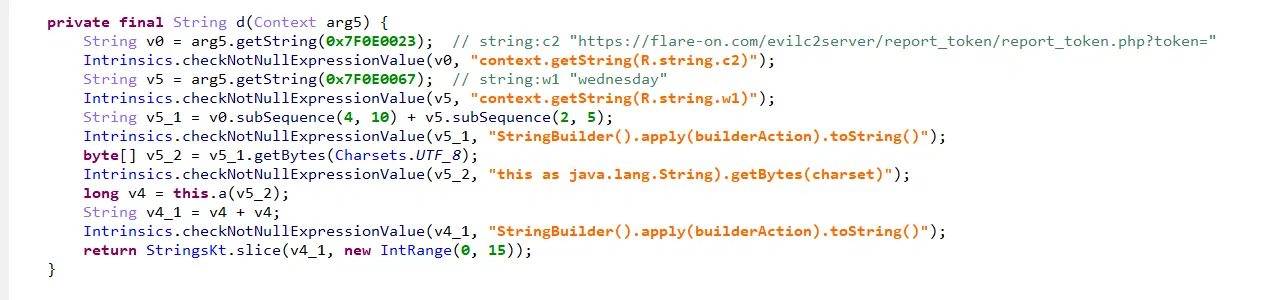 private final String d(Context arg5) {
    String v0 = arg5.getString(0x7F0E0023);  // string:c2 "https://flare-on.com/evilc2server/report_token/report_token.php?token="
    Intrinsics.checkNotNullExpressionValue(v0, "context.getString(R.string.c2)");
    String v5 = arg5.getString(0x7F0E0067);  // string:w1 "wednesday"
    Intrinsics.checkNotNullExpressionValue(v5, "context.getString(R.string.w1)");
    String v5_1 = v0.subSequence(4, 10) + v5.subSequence(2, 5);
    Intrinsics.checkNotNullExpressionValue(v5_1, "StringBuilder().apply(builderAction).toString()");
    byte[] v5_2 = v5_1.getBytes(Charsets.UTF_8);
    Intrinsics.checkNotNullExpressionValue(v5_2, "this as java.lang.String).getBytes(charset)");
    long v4 = this.a(v5_2);
    String v4_1 = v4 + v4;
    Intrinsics.checkNotNullExpressionValue(v4_1, "StringBuilder().apply(builderAction).toString()");
    return StringsKt.slice(v4_1, new IntRange(0, 15));
}